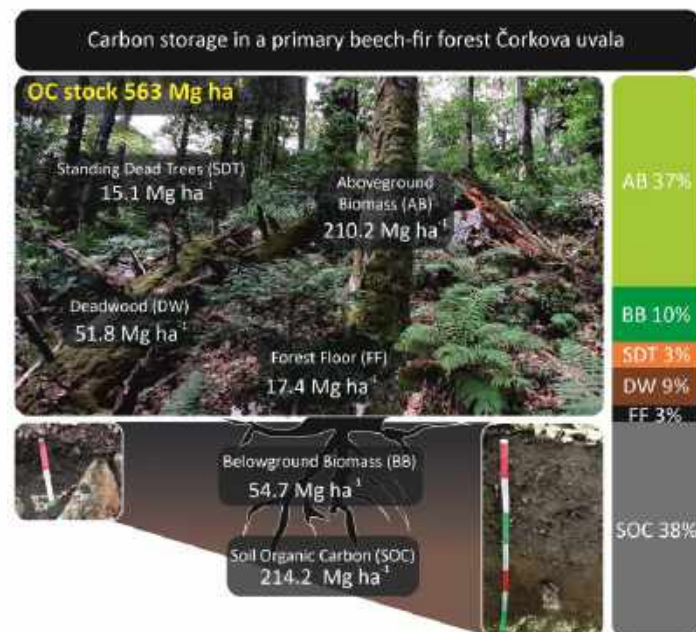 Carbon storage in a primary beech-fir forest Čorkova uvala
OC stock 563 Mg ha⁻¹
Standing Dead Trees (SDT)
15.1 Mg ha⁻¹
Aboveground
Biomass (AB)
210.2 Mg ha⁻¹
Deadwood (DW)
51.8 Mg ha⁻¹
Forest Floor (FF)
17.4 Mg ha⁻¹
Belowground Biomass (BB)
54.7 Mg ha⁻¹
Soil Organic Carbon (SOC)
214.2 Mg ha⁻¹
AB 37%
BB 10%
SDT 3%
DW 9%
FF 3%
SOC 38%